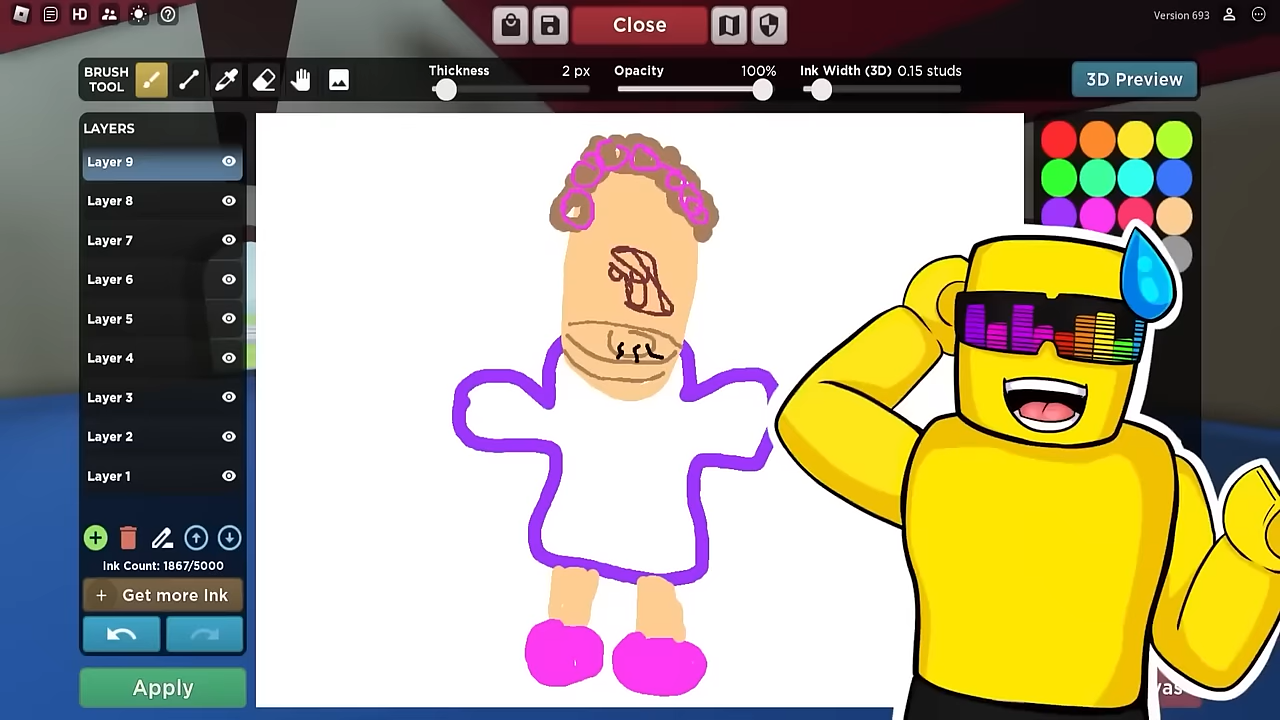 HD
Close
Version 693
BRUSH
TOOL
Thickness
2 px
Opacity
100%
Ink Width (3D)
0.15 studs
3D Preview
LAYERS
Layer 9
Layer 8
Layer 7
Layer 6
Layer 5
Layer 4
Layer 3
Layer 2
Layer 1
Ink Count: 1867/5000
+ Get more Ink
Apply